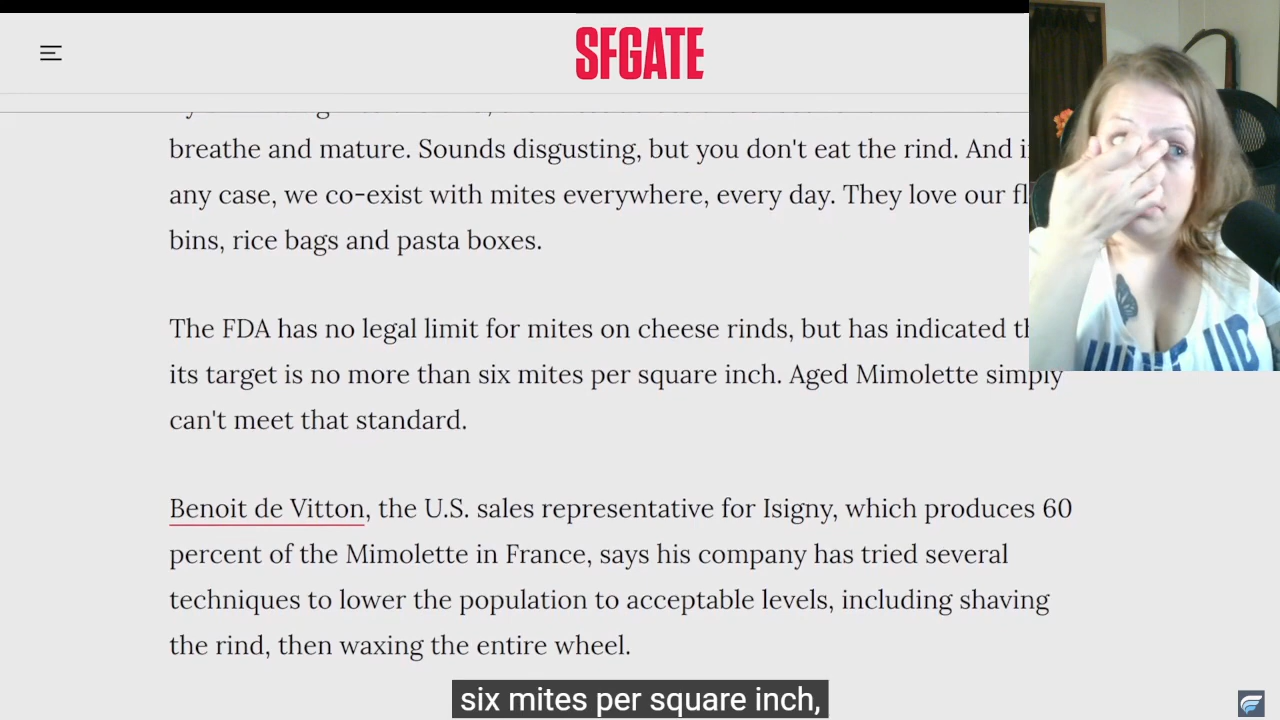 SFGATE
breathe and mature. Sounds disgusting, but you don't eat the rind. And
any case, we co-exist with mites everywhere, every day. They love our
bins, rice bags and pasta boxes.
The FDA has no legal limit for mites on cheese rinds, but has indicated
its target is no more than six mites per square inch. Aged Mimolette simply
can't meet that standard.
Benoit de Vitton, the U.S. sales representative for Isigny, which produces 60
percent of the Mimolette in France, says his company has tried several
techniques to lower the population to acceptable levels, including shaving
the rind, then waxing the entire wheel.
six mites per square inch,